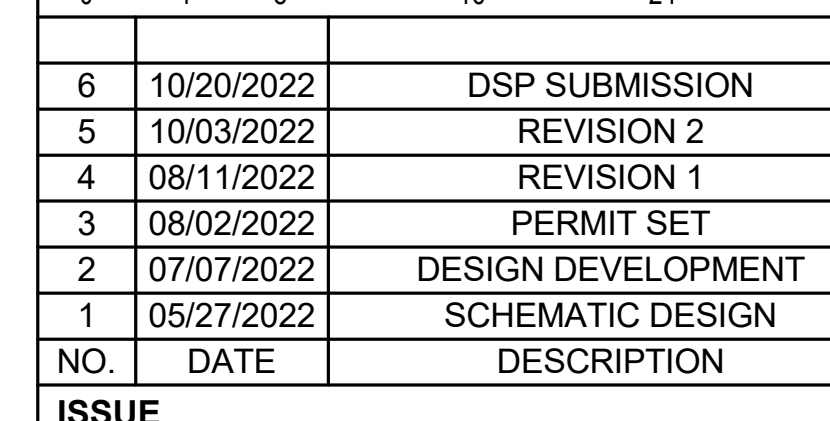 6 10/20/2022 DSP SUBMISSION
5 10/03/2022 REVISION 2
4 08/11/2022 REVISION 1
3 08/02/2022 PERMIT SET
2 07/07/2022 DESIGN DEVELOPMENT
1 05/27/2022 SCHEMATIC DESIGN
NO. DATE DESCRIPTION
ISSUE